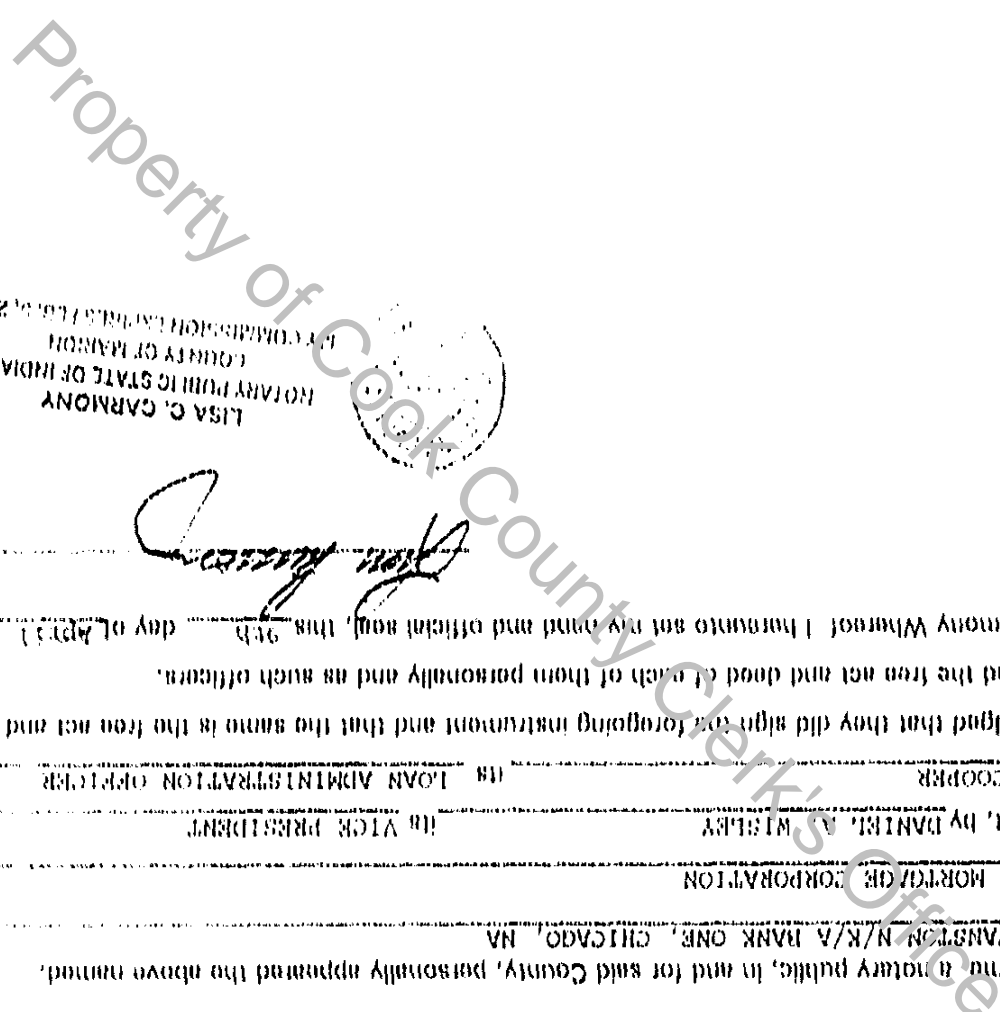 a notary public, in and for said County, personally appeared the above named,
EVANSTON N/K/A BANK ONE, CHICAGO, NA
MORTGAGE CORPORATION
, by DANIEL A. WISLEY its VICE PRESIDENT
COOPER its LOAN ADMINISTRATION OFFICER
that they did sign the foregoing instrument and that the same is the free act and
the free act and deed of each of them personally and as such officers.
Whereof I hereunto set my hand and official seal, this 9th day of April
LISA C. CARMONY
NOTARY PUBLIC STATE OF INDIA
COUNTY OF MARION
MY COMMISSION EXPIRES FEB.
Property of Cook County Clerk's Office